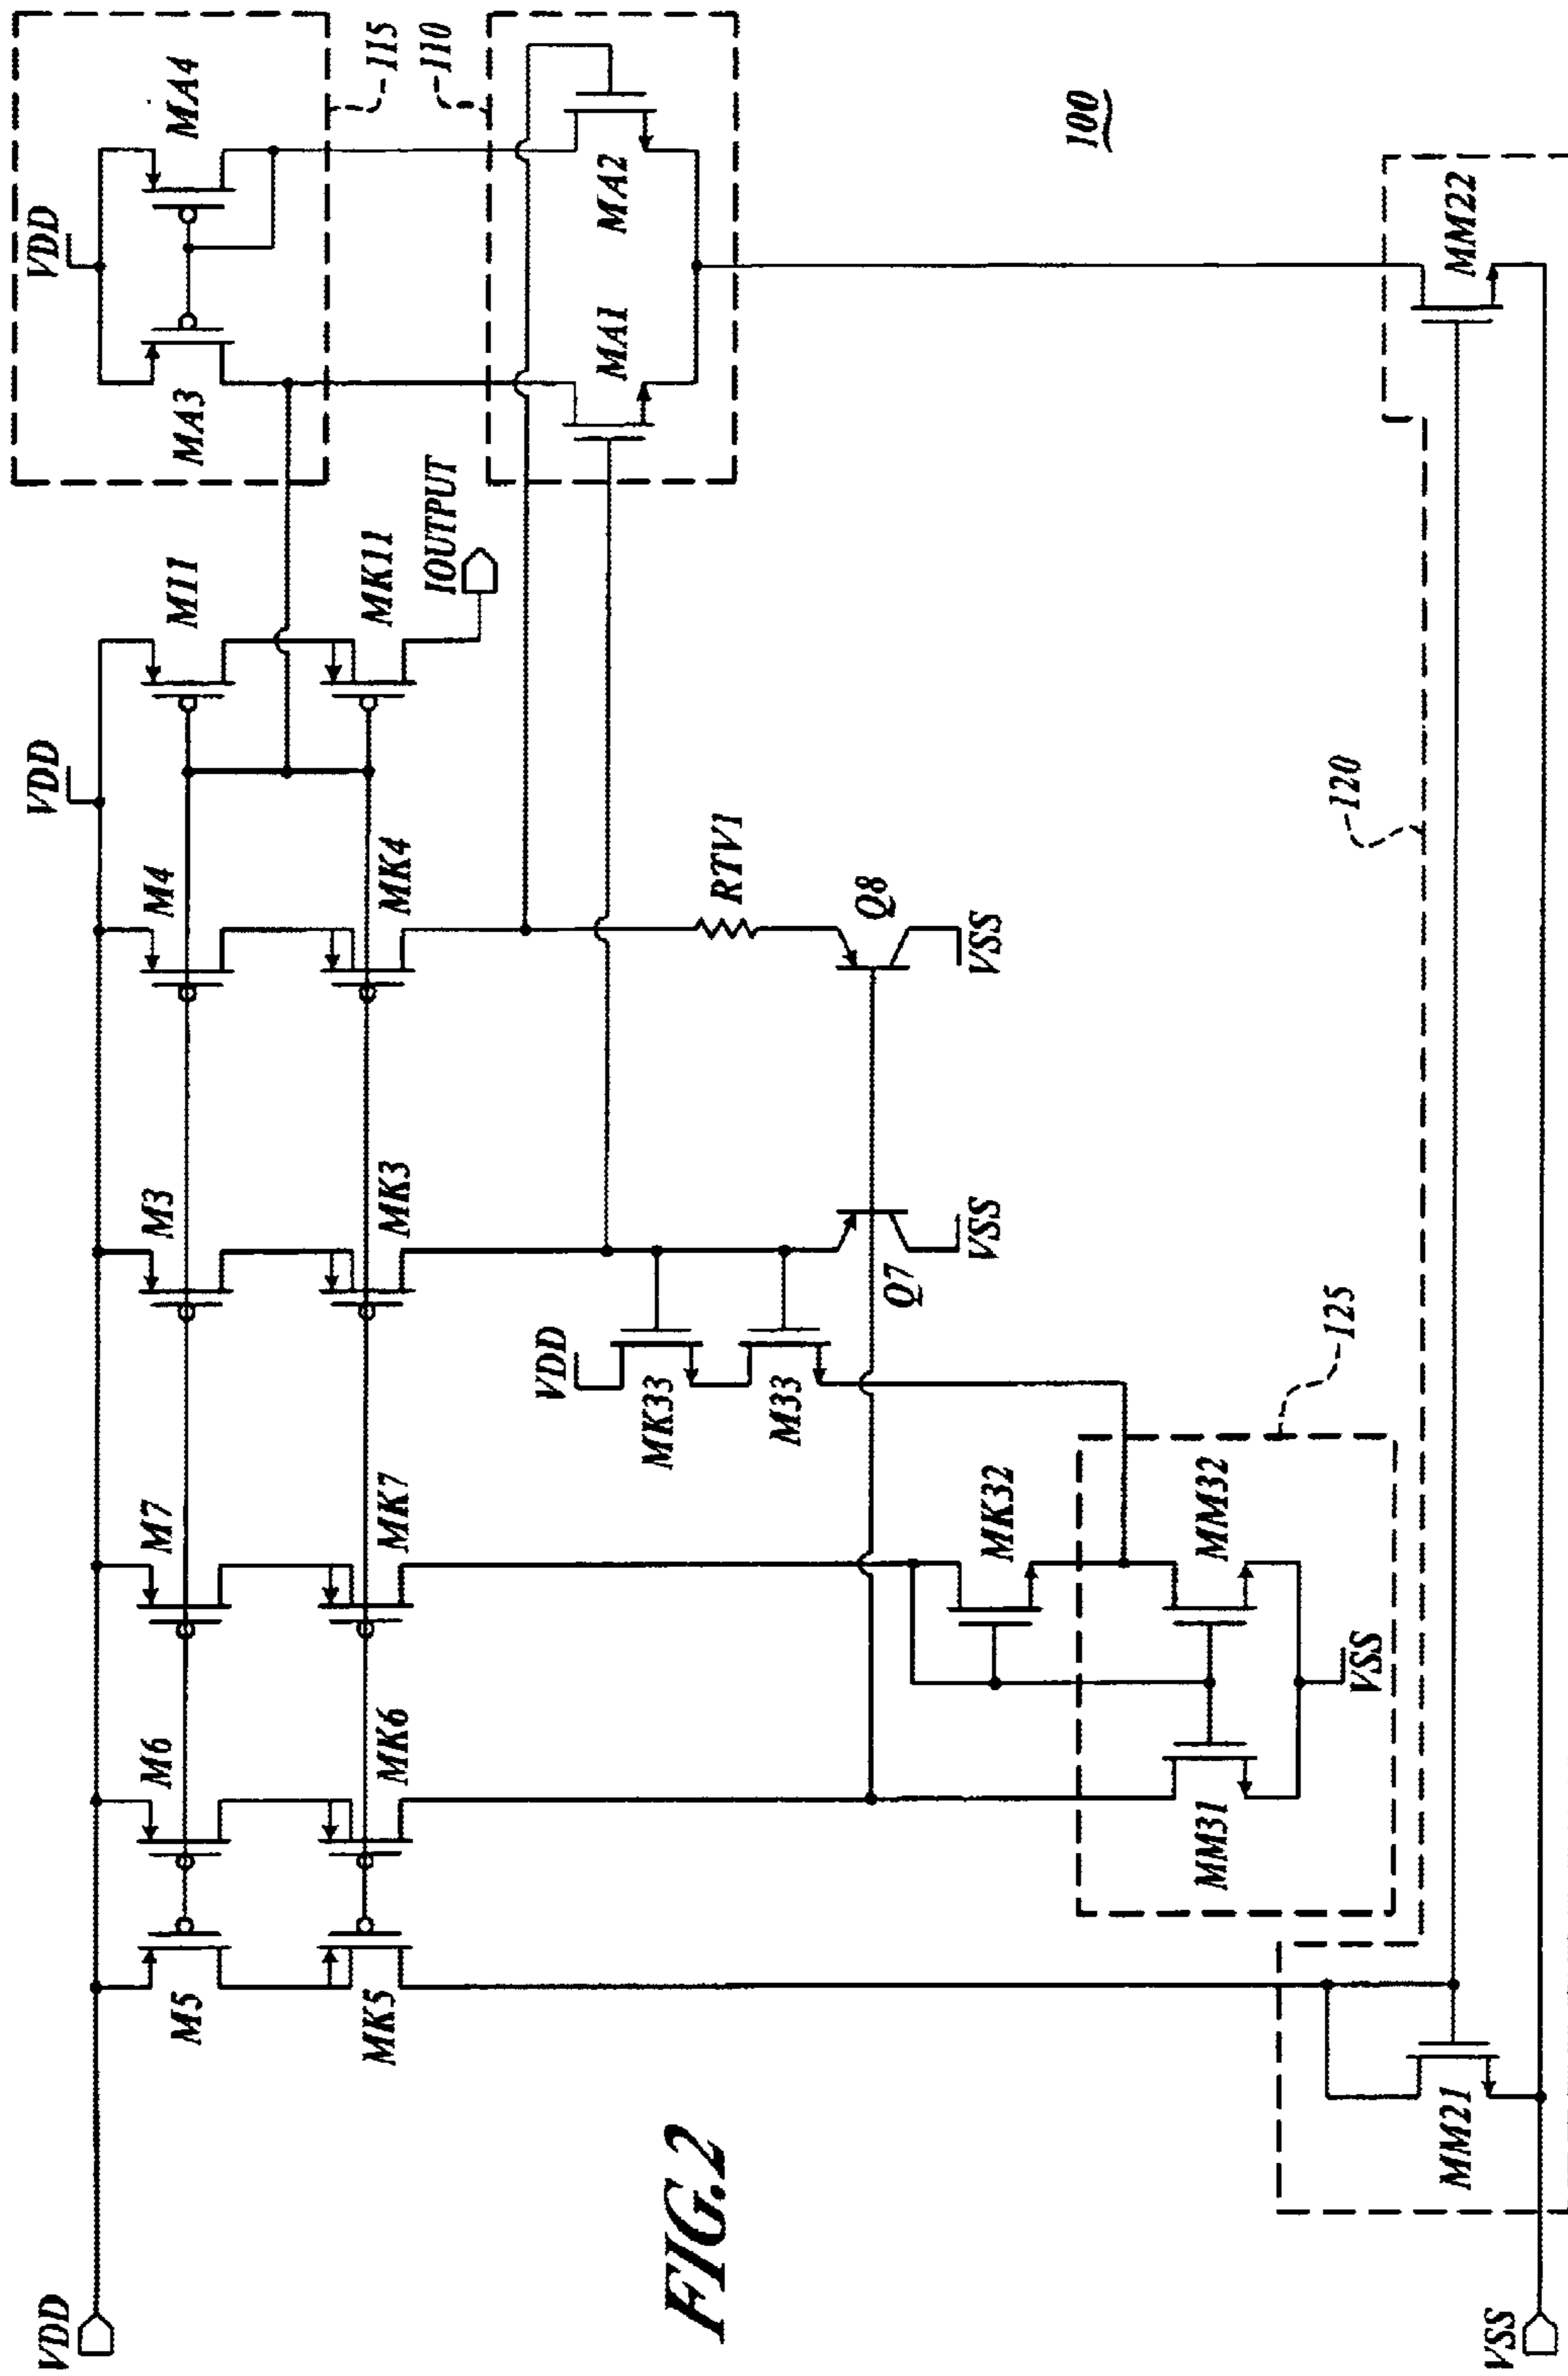 VDD
VDD
VDD
M5
M6
M7
M3
M4
M11
MA3
MA4
115
MK5
MK6
MK7
MK3
MK4
MK11
IOUTPUT
110
MA1
MA2
VDD
MK33
M33
RTV1
Q7
Q8
VSS
VSS
100
MK32
125
MM31
MM32
VSS
120
MM21
MM22
VSS
FIG.2